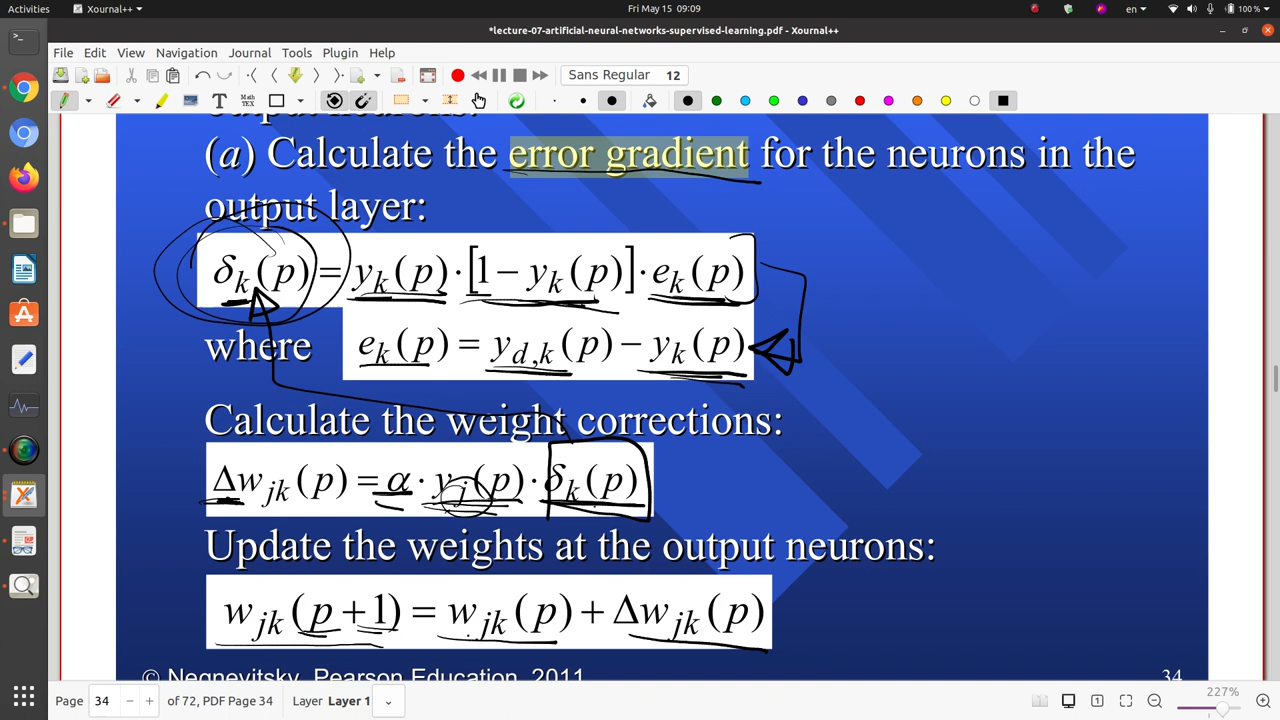 Activities
Xournal++
Fri May 15 09:09
en
100 %
*lecture-07-artificial-neural-networks-supervised-learning.pdf - Xournal++
File Edit View Navigation Journal Tools Plugin Help
Sans Regular 12
output neurons:
(a) Calculate the error gradient for the neurons in the
output layer:
δk(p) = yk(p) · [1 − yk(p)] · ek(p)
where ek(p) = yd,k(p) − yk(p)
Calculate the weight corrections:
Δwjk(p) = α · yj(p) · δk(p)
Update the weights at the output neurons:
wjk(p + 1) = wjk(p) + Δwjk(p)
© Negnevitsky, Pearson Education, 2011
34
Page 34 of 72, PDF Page 34 Layer Layer 1
227%